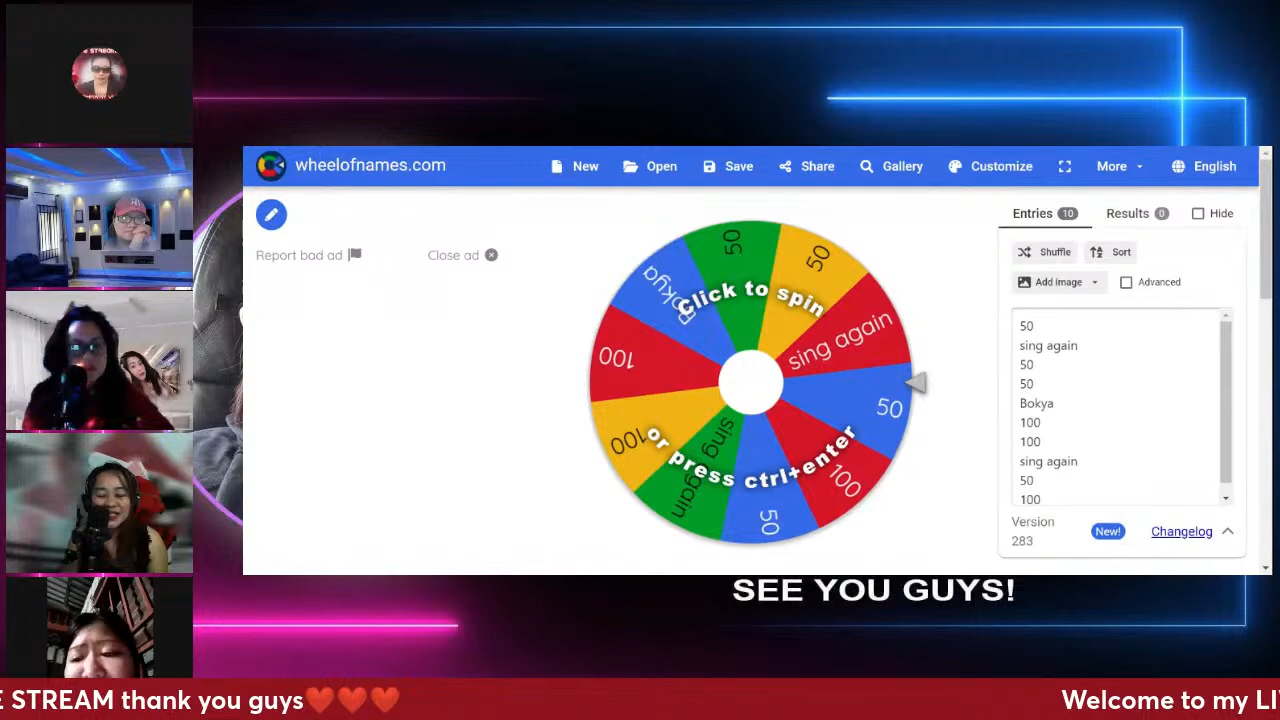 wheelofnames.com
New
Open
Save
Share
Gallery
Customize
More
English
Report bad ad
Close ad
Entries 10
Results 0
Hide
Shuffle
Sort
Add image
Advanced
50
sing again
50
50
Bokya
100
100
sing again
50
100
Version
283
New!
Changelog
50
50
sing again
50
100
50
sing again
100
100
Bokya
Click to spin
or press ctrl+enter
SEE YOU GUYS!
E STREAM thank you guys❤️❤️❤️
Welcome to my LI